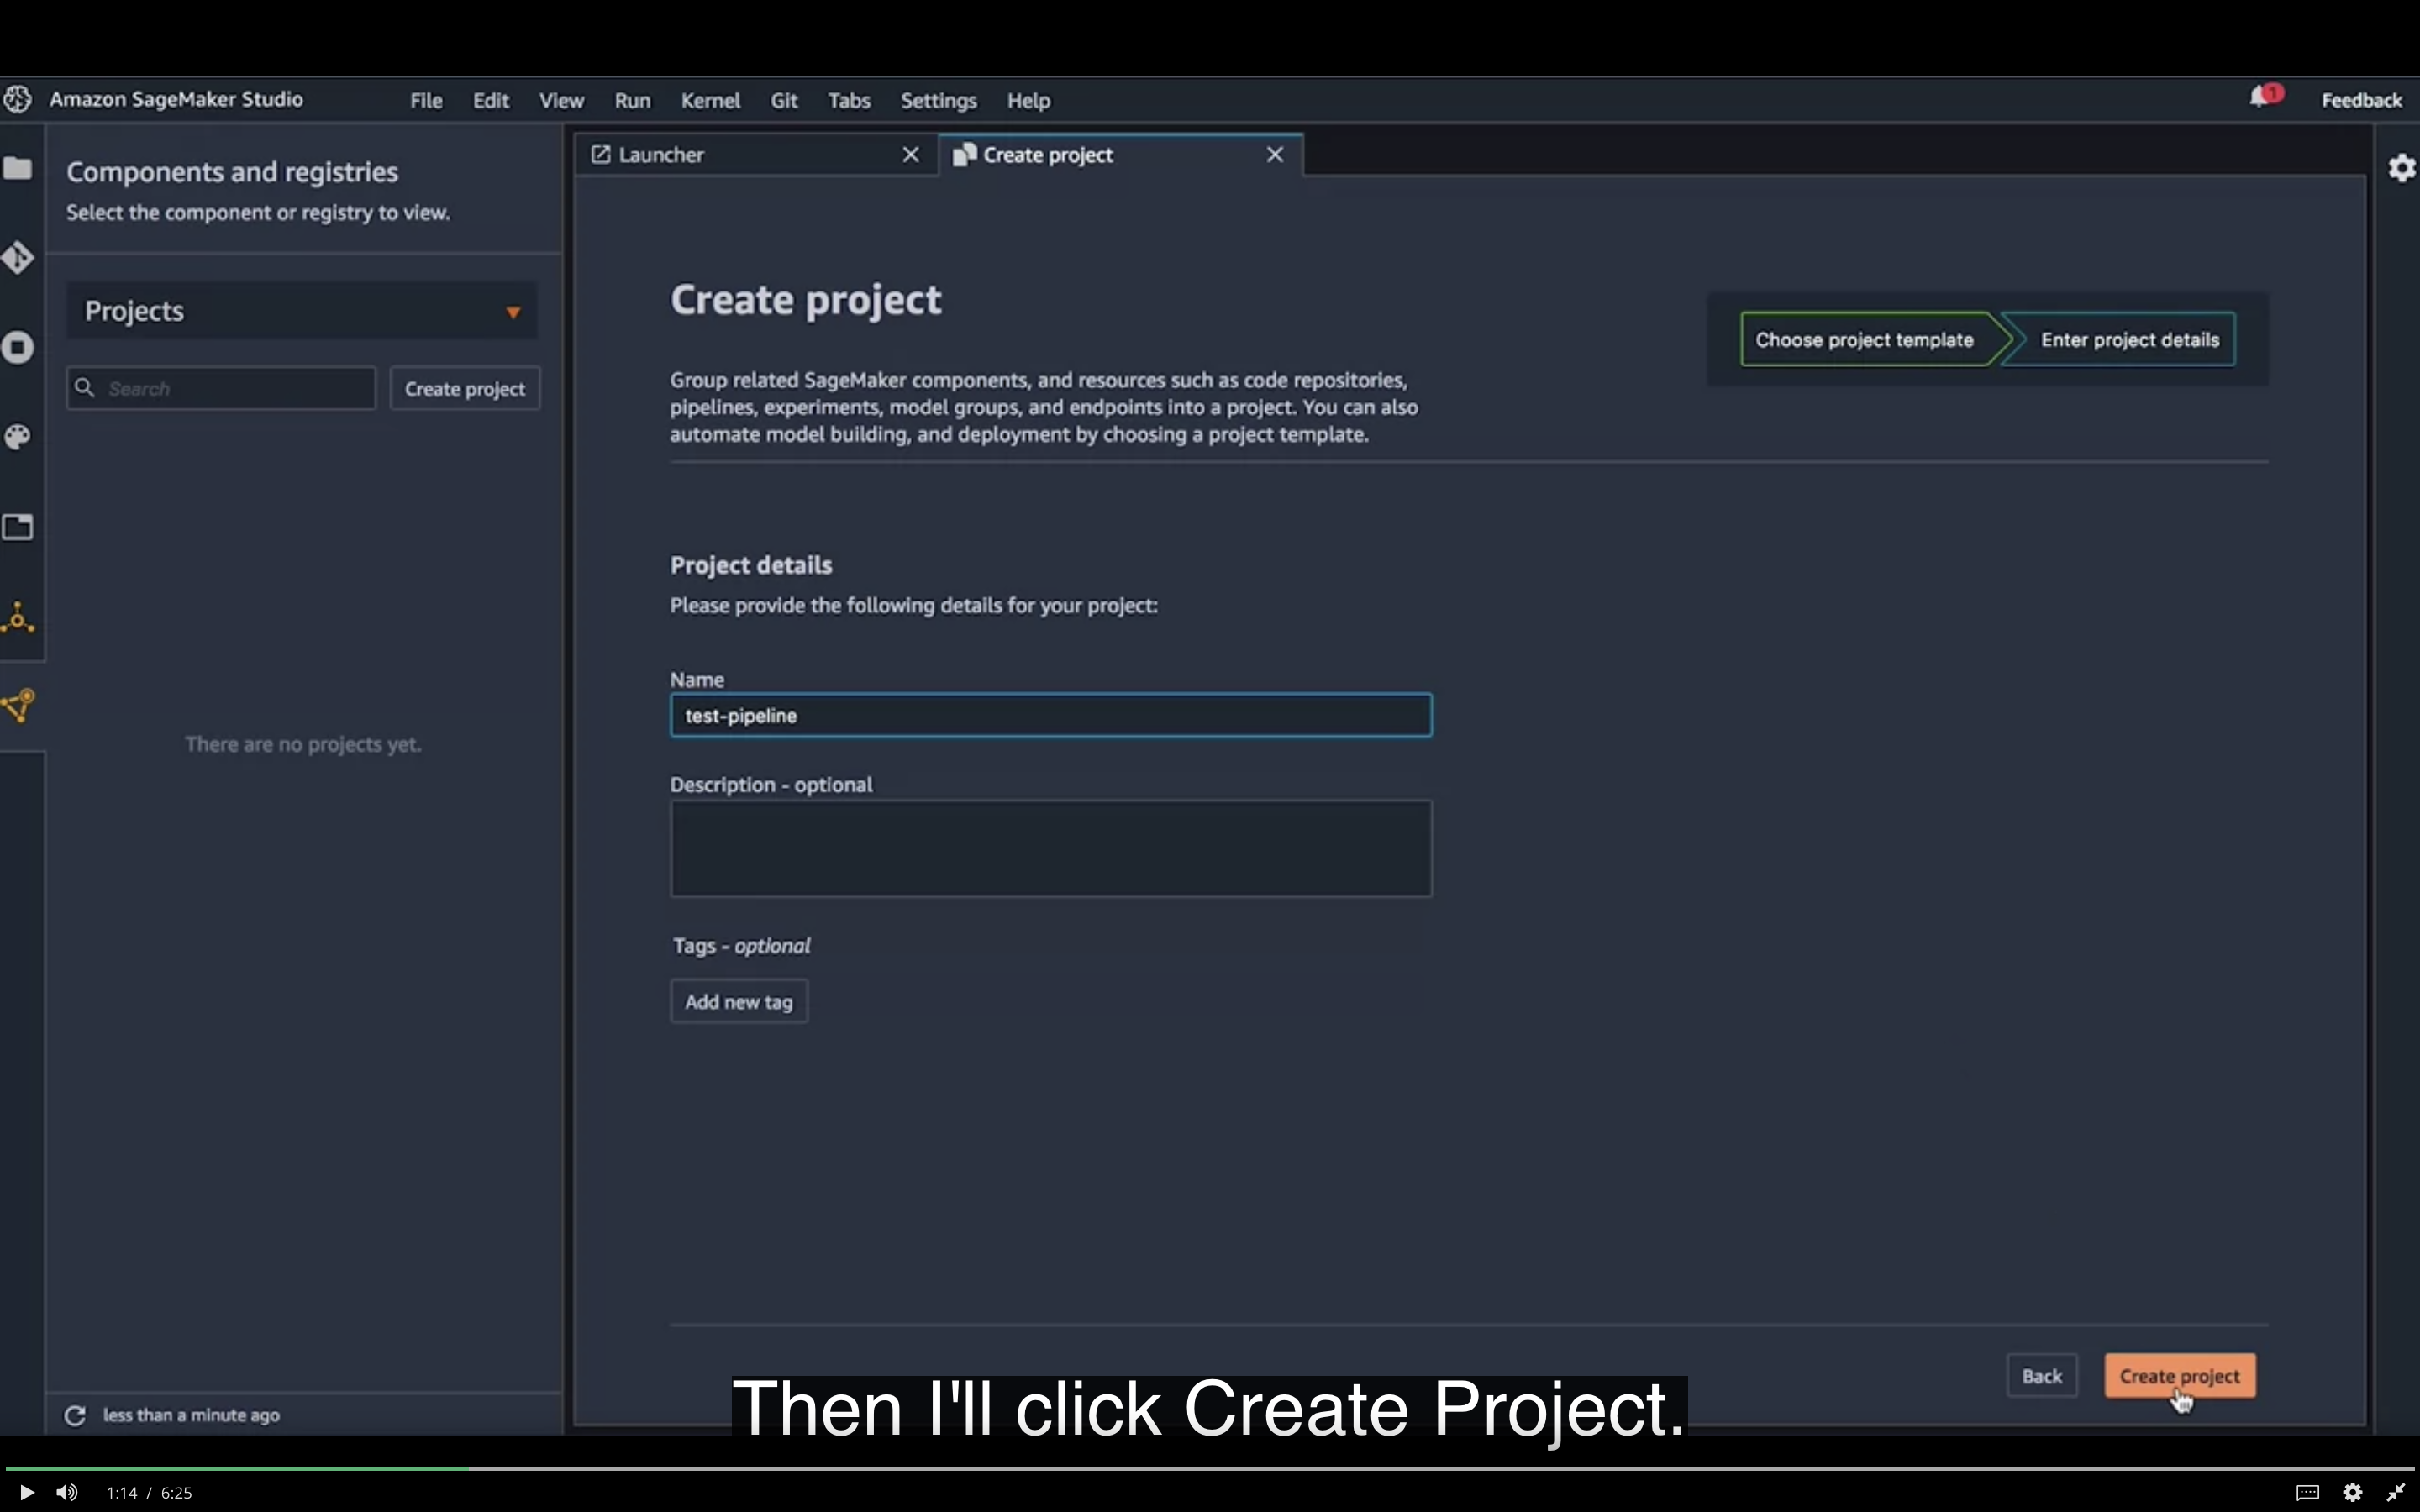 Amazon SageMaker Studio File Edit View Run Kernel Git Tabs Settings Help 1 Feedback
Components and registries
Select the component or registry to view.
Projects
Search Create project
There are no projects yet.
less than a minute ago
Launcher Create project
Create project
Choose project template Enter project details
Group related SageMaker components, and resources such as code repositories,
pipelines, experiments, model groups, and endpoints into a project. You can also
automate model building, and deployment by choosing a project template.
Project details
Please provide the following details for your project:
Name
test-pipeline
Description - optional
Tags - optional
Add new tag
Back Create project
Then I'll click Create Project.
1:14 / 6:25